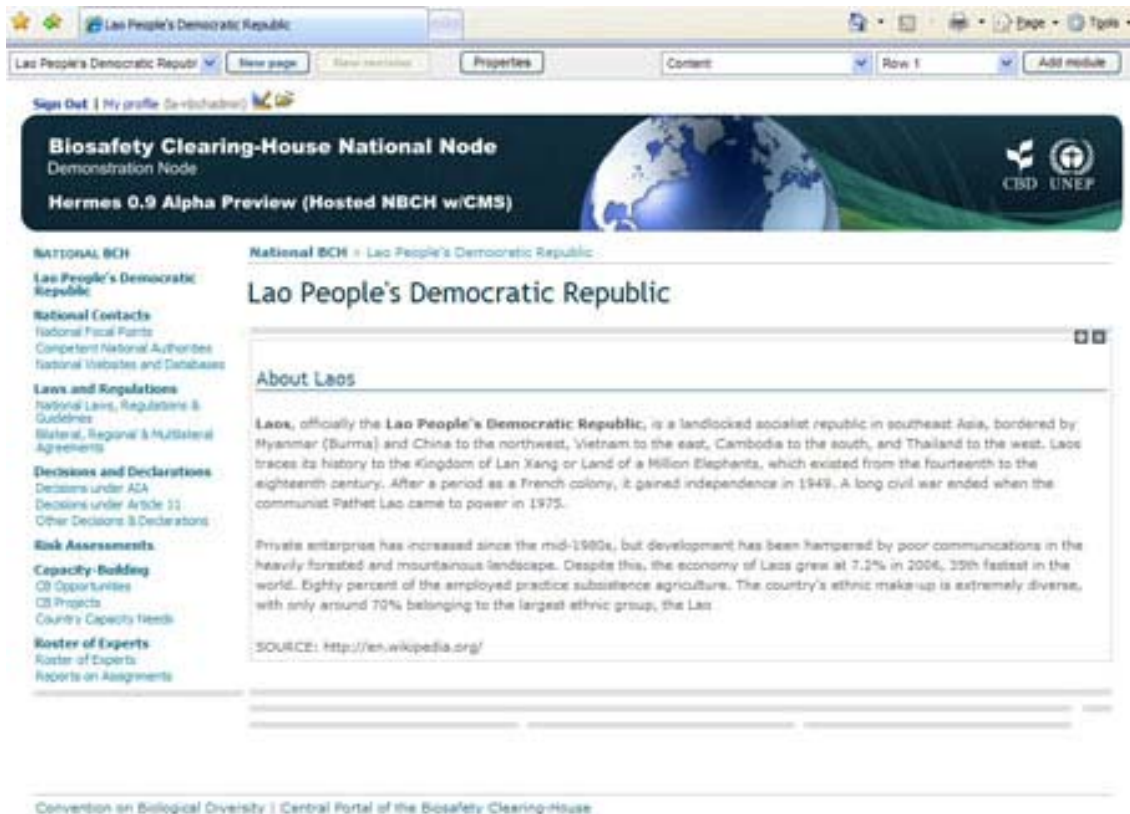 Lao People's Democratic Republic
Page
Tools
Lao People's Democratic Republ
New page
Properties
Content
Row 1
Add module
Sign Out | My profile
Biosafety Clearing-House National Node
Demonstration Node
Hermes 0.9 Alpha Preview (Hosted NBCH w/CMS)
CBD UNEP
NATIONAL BCH
Lao People's Democratic
Republic
National Contacts
National Focal Points
Competent National Authorities
National Websites and Databases
Laws and Regulations
National Laws, Regulations &
Guidelines
Bilateral, Regional & Multilateral
Agreements
Decisions and Declarations
Decisions under AIA
Decisions under Article 11
Other Decisions & Declarations
Risk Assessments
Capacity-Building
CB Opportunities
CB Projects
Country Capacity Needs
Roster of Experts
Roster of Experts
Reports on Assignments
National BCH » Lao People's Democratic Republic
Lao People's Democratic Republic
About Laos
Laos, officially the Lao People's Democratic Republic, is a landlocked socialist republic in southeast Asia, bordered by
Myanmar (Burma) and China to the northwest, Vietnam to the east, Cambodia to the south, and Thailand to the west. Laos
traces its history to the Kingdom of Lan Xang or Land of a Million Elephants, which existed from the fourteenth to the
eighteenth century. After a period as a French colony, it gained independence in 1949. A long civil war ended when the
communist Pathet Lao came to power in 1975.
Private enterprise has increased since the mid-1980s, but development has been hampered by poor communications in the
heavily forested and mountainous landscape. Despite this, the economy of Laos grew at 7.2% in 2006, 35th fastest in the
world. Eighty percent of the employed practice subsistence agriculture. The country's ethnic make-up is extremely diverse,
with only around 70% belonging to the largest ethnic group, the Lao
SOURCE: http://en.wikipedia.org/
Convention on Biological Diversity | Central Portal of the Biosafety Clearing-House